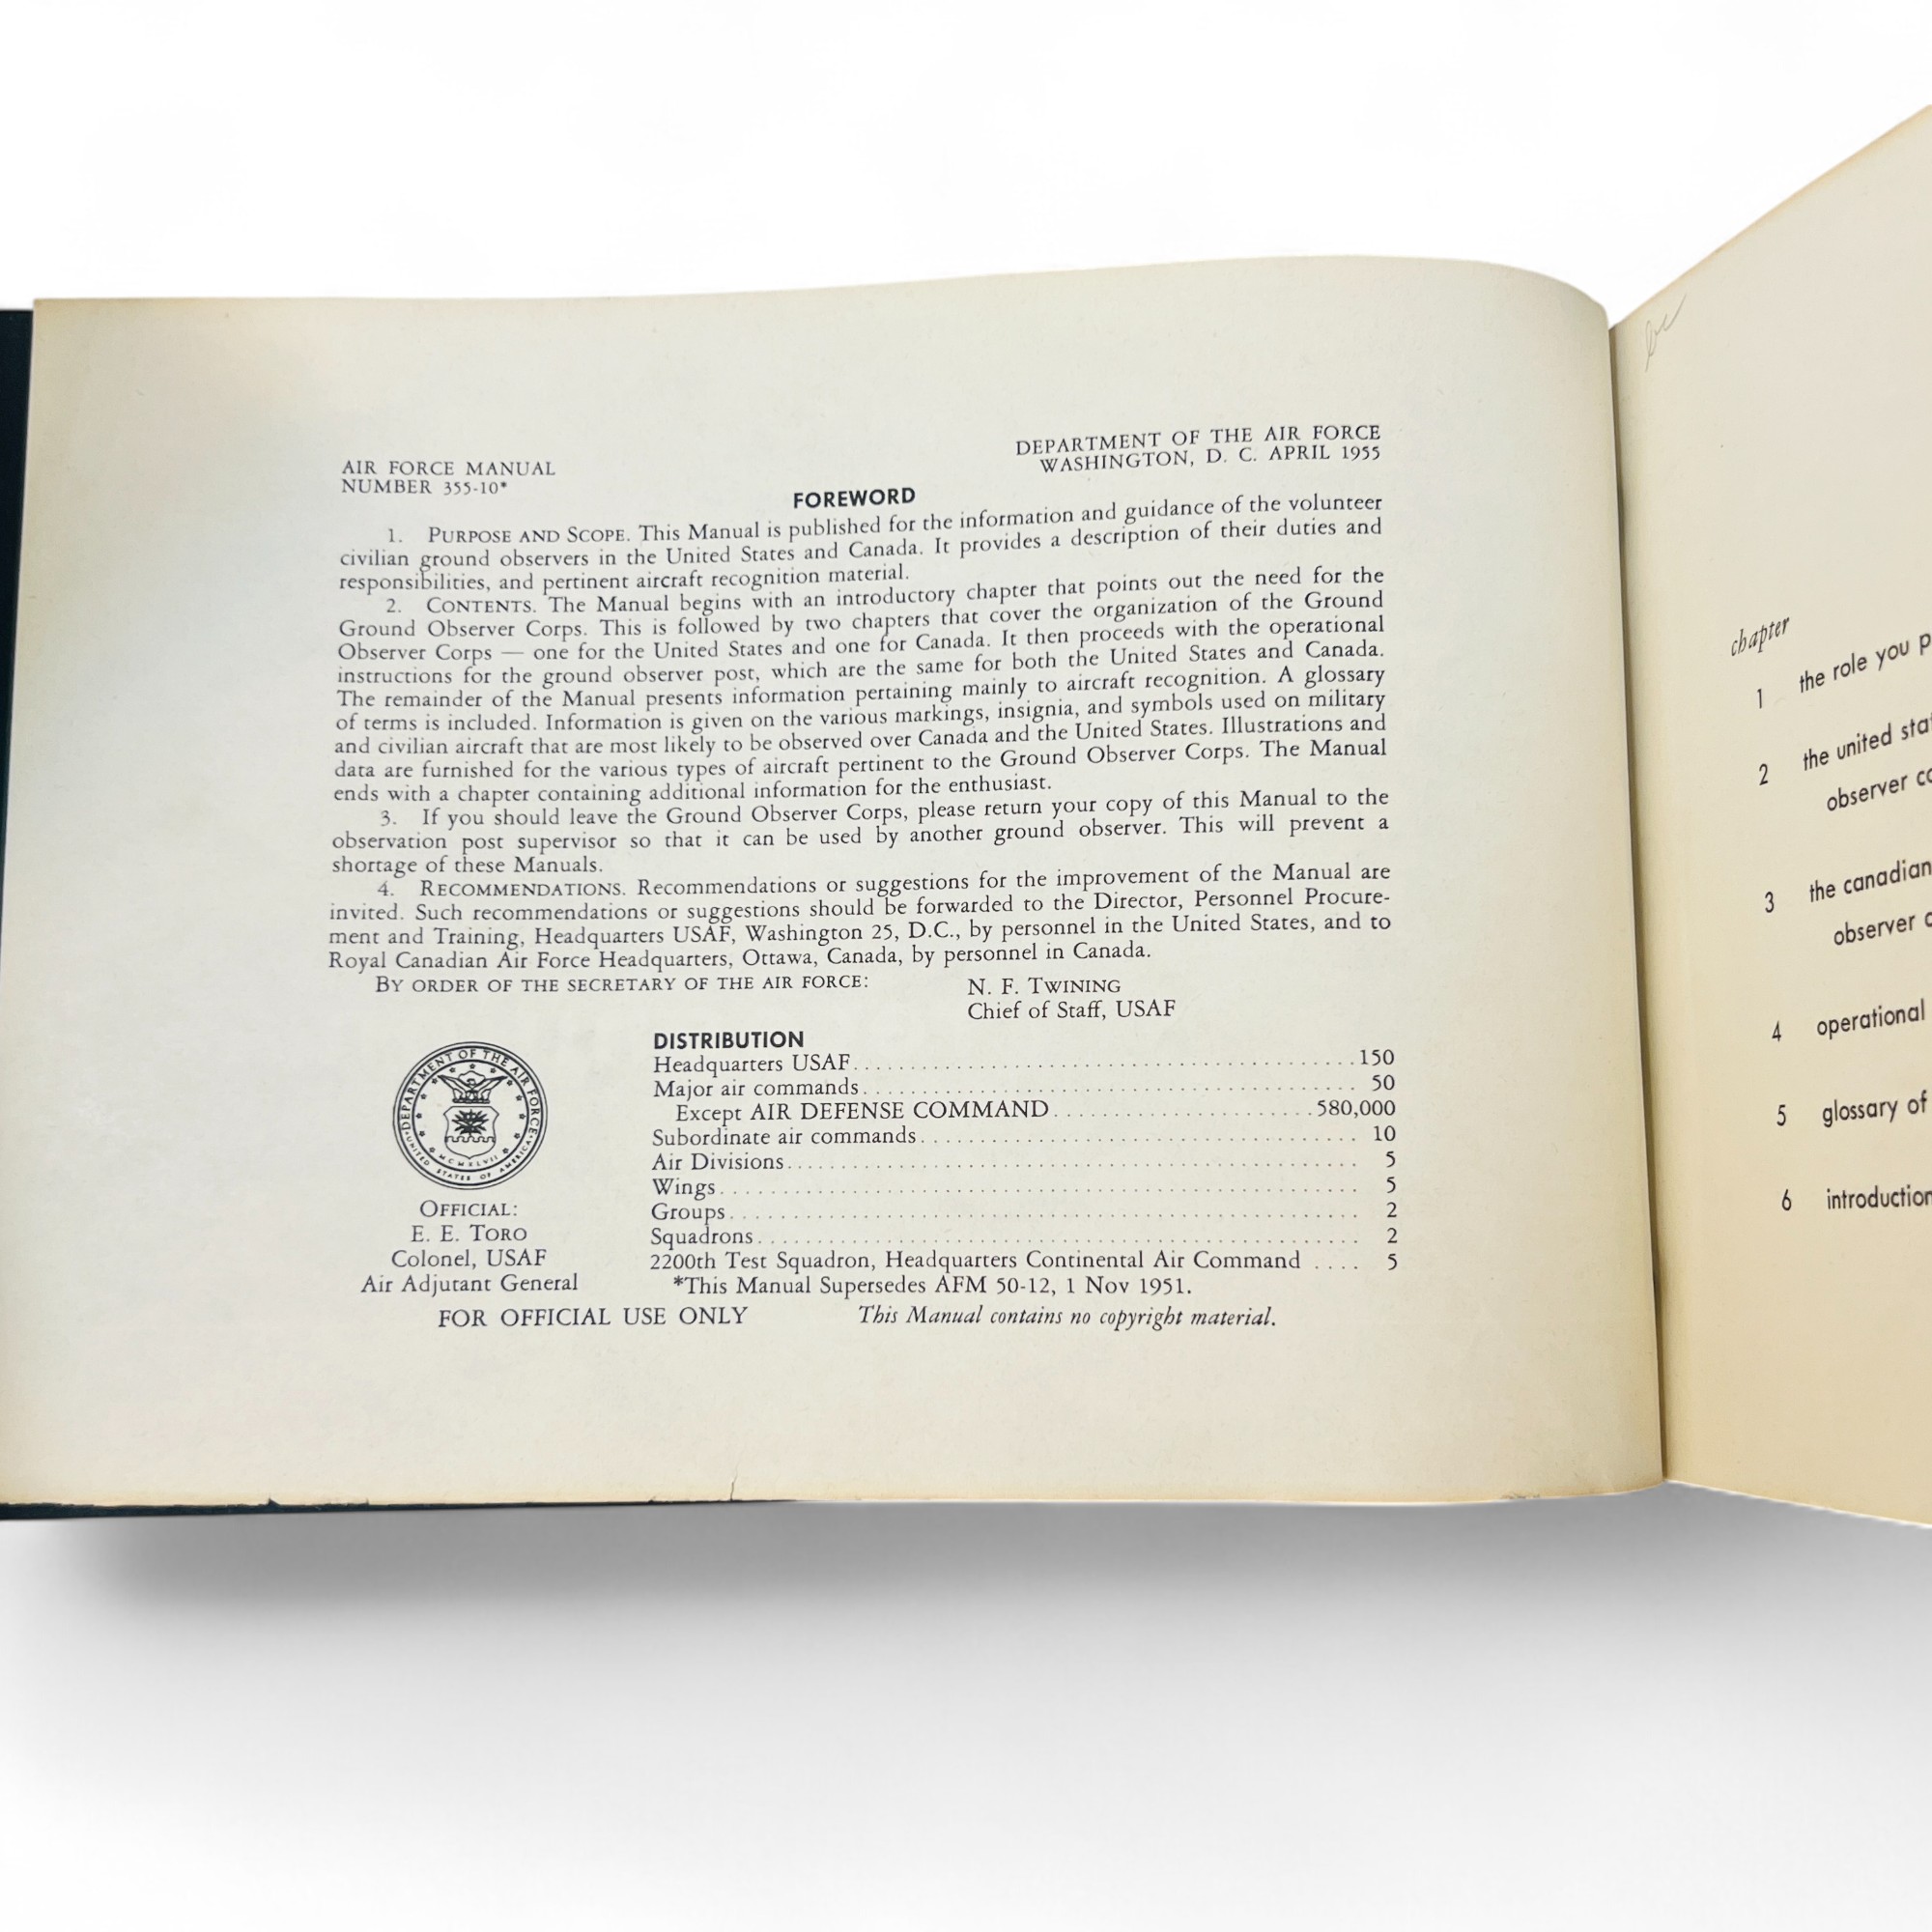 AIR FORCE MANUAL
NUMBER 355-10*
DEPARTMENT OF THE AIR FORCE
WASHINGTON, D. C. APRIL 1955
FOREWORD
1. PURPOSE AND SCOPE. This Manual is published for the information and guidance of the volunteer
civilian ground observers in the United States and Canada. It provides a description of their duties and
responsibilities, and pertinent aircraft recognition material.
2. CONTENTS. The Manual begins with an introductory chapter that points out the need for the
Ground Observer Corps. This is followed by two chapters that cover the organization of the Ground
Observer Corps — one for the United States and one for Canada. It then proceeds with the operational
instructions for the ground observer post, which are the same for both the United States and Canada.
The remainder of the Manual presents information pertaining mainly to aircraft recognition. A glossary
of terms is included. Information is given on the various markings, insignia, and symbols used on military
and civilian aircraft that are most likely to be observed over Canada and the United States. Illustrations and
data are furnished for the various types of aircraft pertinent to the Ground Observer Corps. The Manual
ends with a chapter containing additional information for the enthusiast.
3. If you should leave the Ground Observer Corps, please return your copy of this Manual to the
observation post supervisor so that it can be used by another ground observer. This will prevent a
shortage of these Manuals.
4. RECOMMENDATIONS. Recommendations or suggestions for the improvement of the Manual are
invited. Such recommendations or suggestions should be forwarded to the Director, Personnel Procure-
ment and Training, Headquarters USAF, Washington 25, D.C., by personnel in the United States, and to
Royal Canadian Air Force Headquarters, Ottawa, Canada, by personnel in Canada.
BY ORDER OF THE SECRETARY OF THE AIR FORCE:
N. F. TWINING
Chief of Staff, USAF
DEPARTMENT OF THE AIR FORCE
MCMXLVII
UNITED STATES OF AMERICA
OFFICIAL:
E. E. TORO
Colonel, USAF
Air Adjutant General
DISTRIBUTION
Headquarters USAF 150
Major air commands 50
Except AIR DEFENSE COMMAND 580,000
Subordinate air commands 10
Air Divisions 5
Wings 5
Groups 2
Squadrons 2
2200th Test Squadron, Headquarters Continental Air Command .... 5
*This Manual Supersedes AFM 50-12, 1 Nov 1951.
FOR OFFICIAL USE ONLY This Manual contains no copyright material.
chapter
1 the role you p
2 the united sta
observer co
3 the canadian
observer
4 operational
5 glossary of
6 introduction